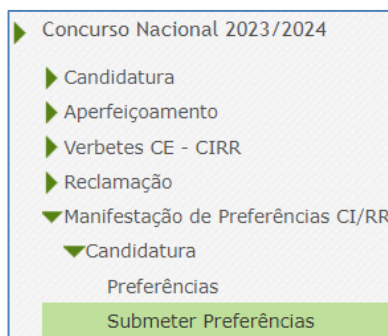 Concurso Nacional 2023/2024
Candidatura
Aperfeiçoamento
Verbetes CE - CIRR
Reclamação
Manifestação de Preferências CI/RR
Candidatura
Preferências
Submeter Preferências